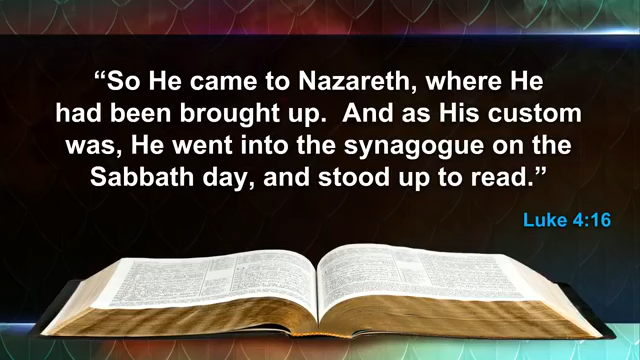 “So He came to Nazareth, where He
had been brought up.  And as His custom
was, He went into the synagogue on the
Sabbath day, and stood up to read.”
Luke 4:16